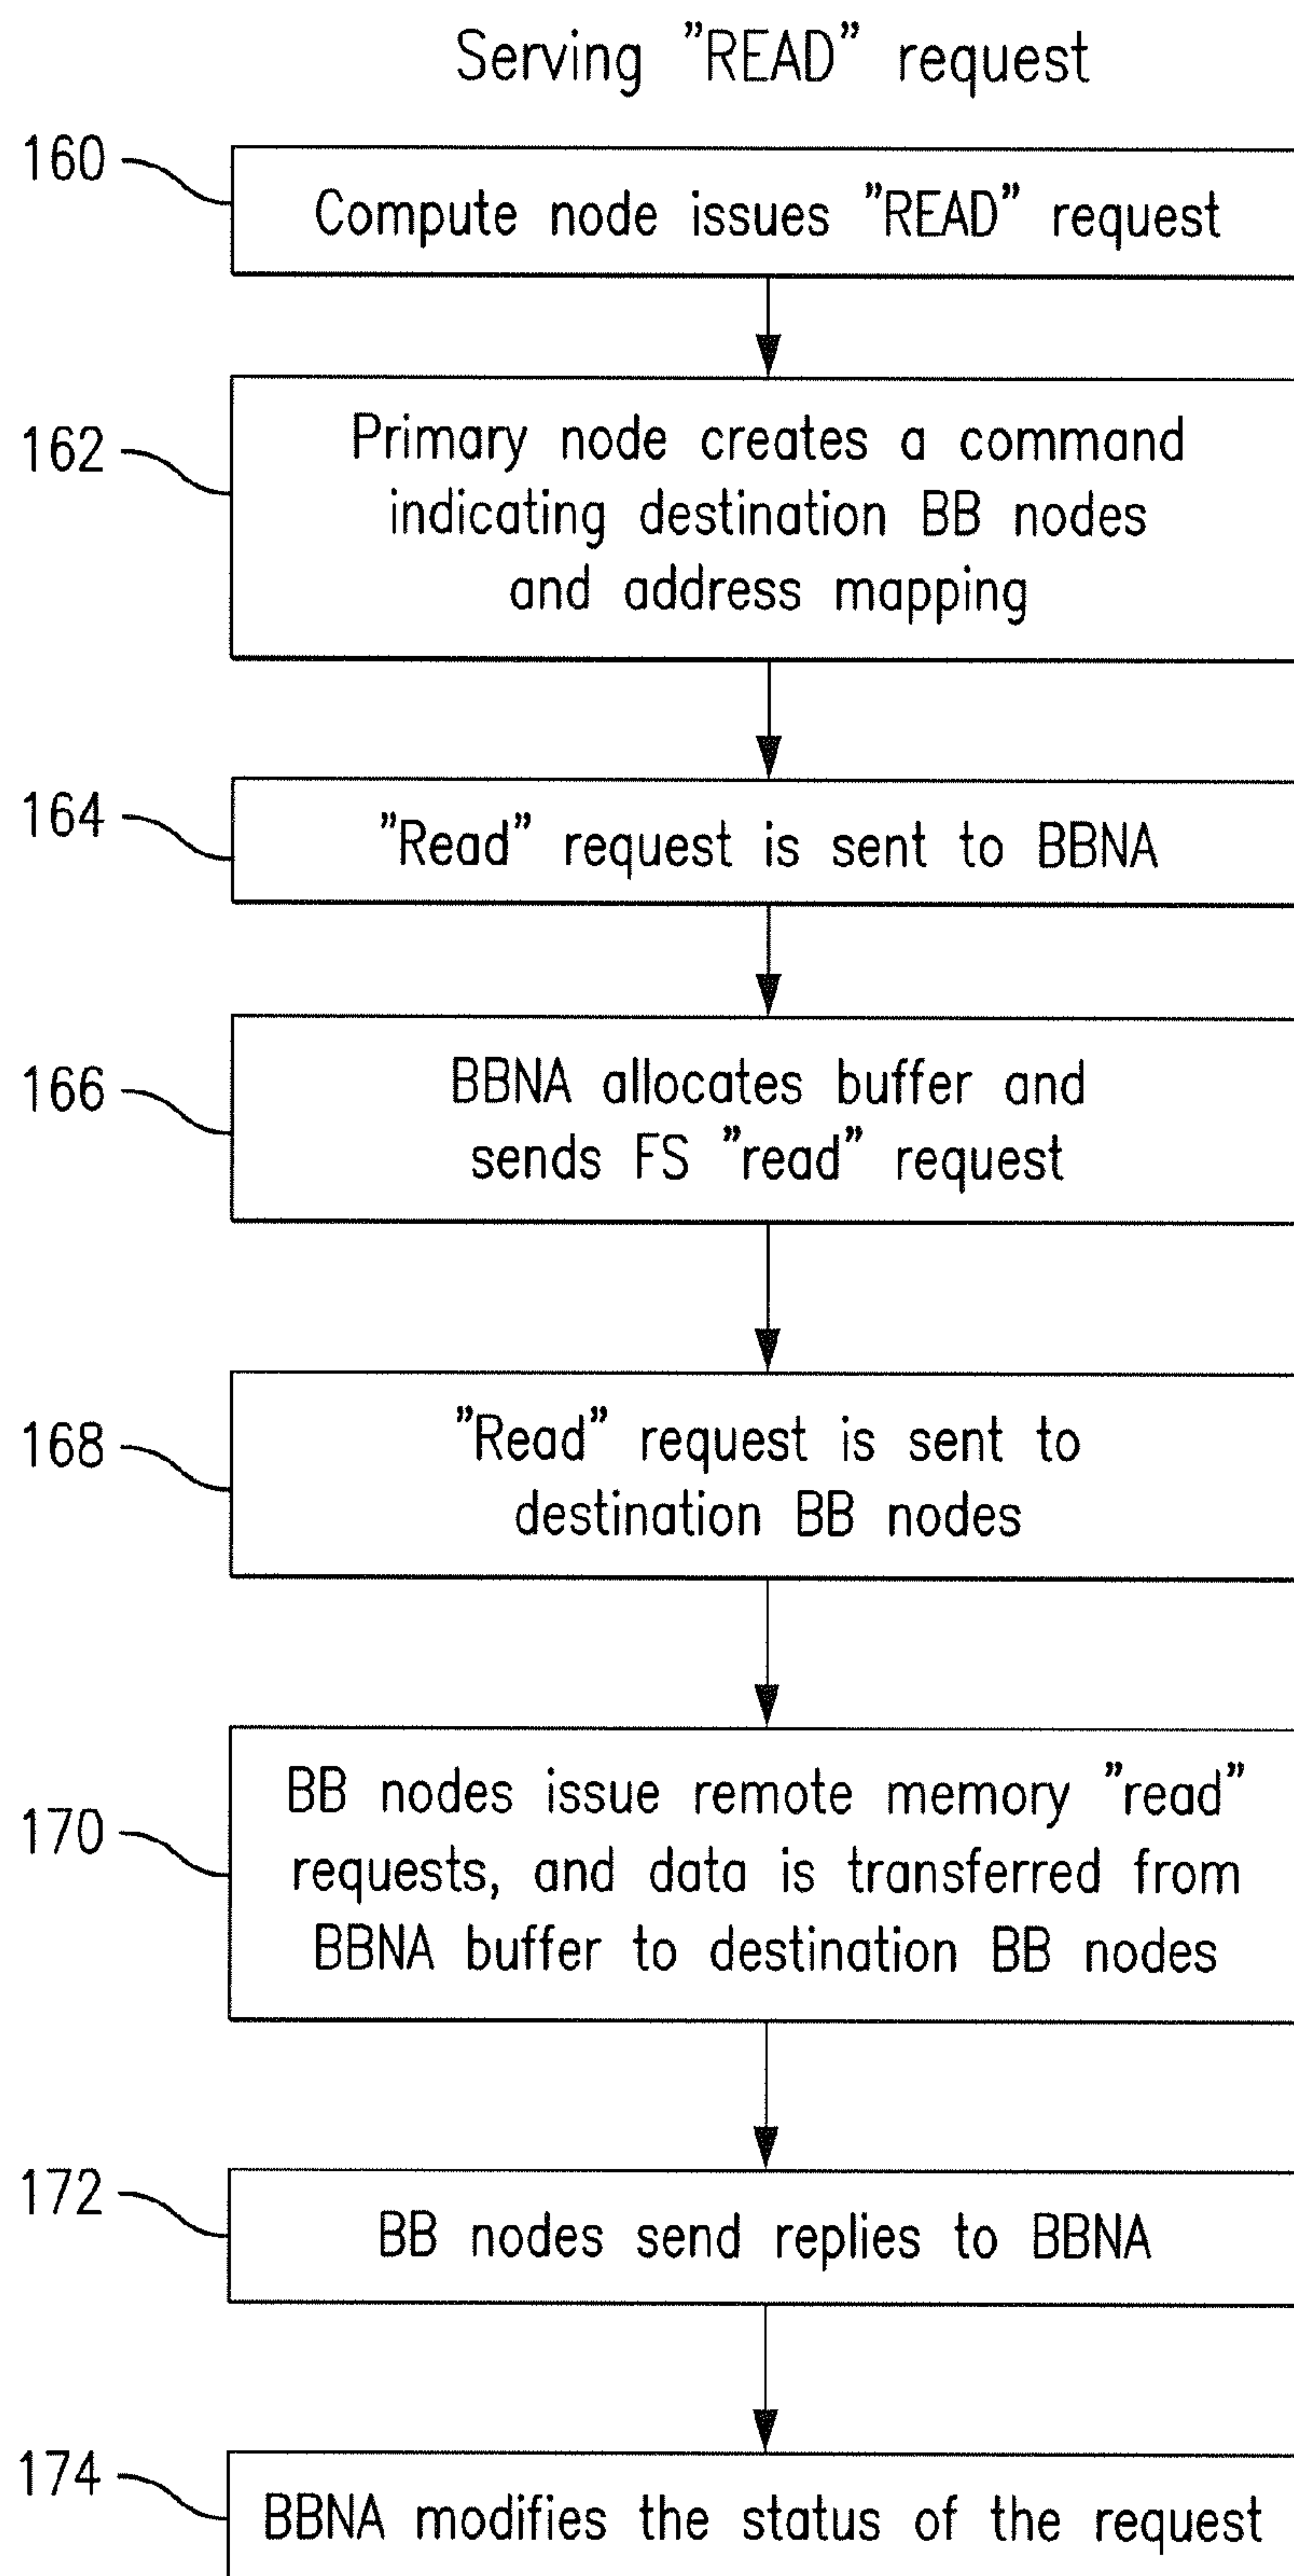 Serving "READ" request
160
Compute node issues "READ" request
162
Primary node creates a command
indicating destination BB nodes
and address mapping
164
"Read" request is sent to BBNA
166
BBNA allocates buffer and
sends FS "read" request
168
"Read" request is sent to
destination BB nodes
170
BB nodes issue remote memory "read"
requests, and data is transferred from
BBNA buffer to destination BB nodes
172
BB nodes send replies to BBNA
174
BBNA modifies the status of the request